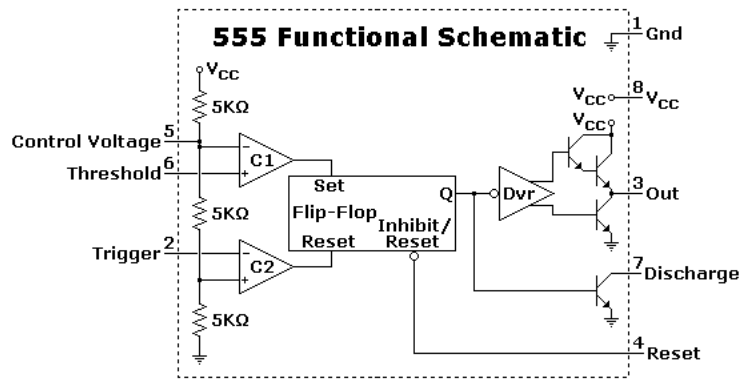 555 Functional Schematic
1 Gnd
VCC
5KΩ
VCC 8 VCC
VCC
Control Voltage 5
C1
Threshold 6
Set
Q
Dvr
3 Out
5KΩ
Flip-Flop
Inhibit/
Reset
Reset
Trigger 2
C2
7 Discharge
5KΩ
4 Reset